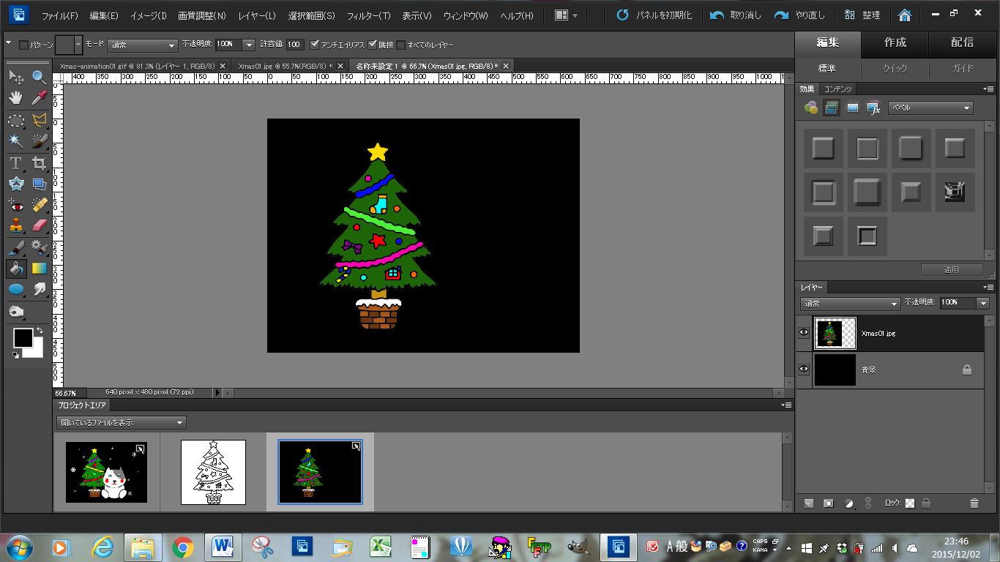 ファイル(F) 編集(E) イメージ(I) 画質調整(N) レイヤー(L) 選択範囲(S) フィルター(T) 表示(V) ウィンドウ(W) ヘルプ(H) パネルを初期化 取り消し やり直し 整理
パターン モード 通常 不透明度: 100% 許容値: 100 アンチエイリアス 隣接 すべてのレイヤー
編集 作成 配信
標準 クイック ガイド
Xmas-animation01.gif @ 81.3% (レイヤー 1, RGB/8) Xmas01.jpg @ 55.7%(RGB/8) * 名称未設定 1 @ 66.7% (Xmas01.jpg, RGB/8) *
400 350 300 250 200 150 100 50 0 50 100 150 200 250 300 350 400 450 500 550 600 650 700 750 800 850 900 950 1000
0 50 100 150 200 250 300 350 400 450 500
効果 コンテンツ
ベベル
適用
レイヤー
通常 不透明度: 100%
Xmas01.jpg
背景
ロック:
66.67% 640 pixel x 480 pixel (72 ppi)
プロジェクトエリア
開いているファイルを表示
A 般 CAPS KANA
23:46
2015/12/02